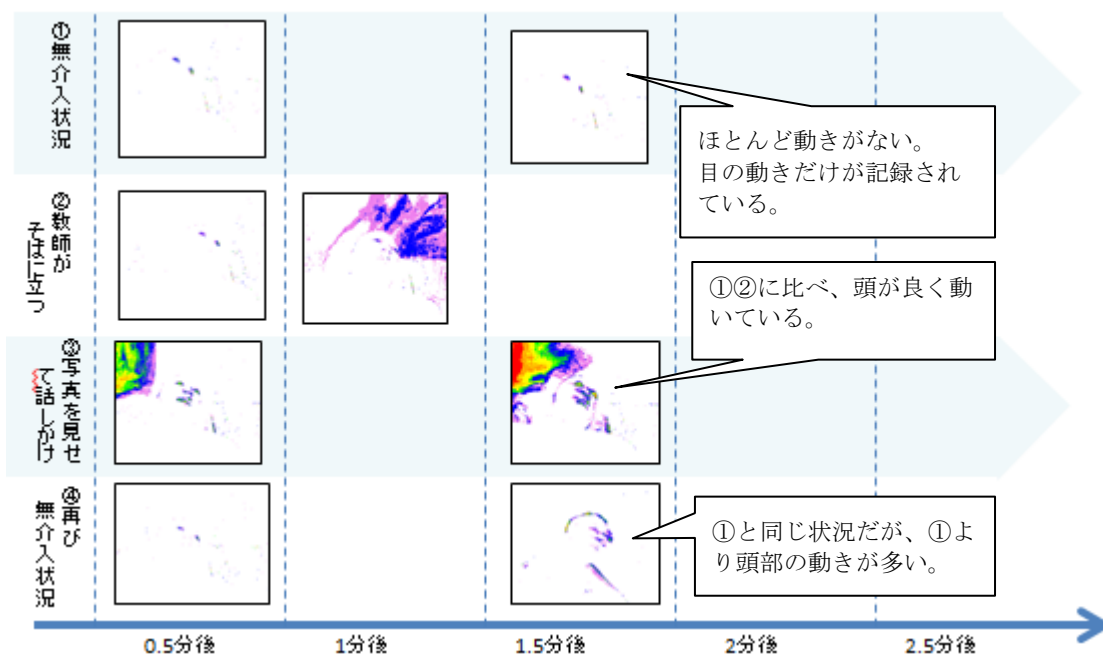 ①無介入状況
ほとんど動きがない。
目の動きだけが記録され
ている。
②教師が
そばに立つ
①②に比べ、頭が良く動
いている。
③写真を見せ
て話しかけ
④再び
無介入状況
①と同じ状況だが、①よ
り頭部の動きが多い。
0.5分後
1分後
1.5分後
2分後
2.5分後